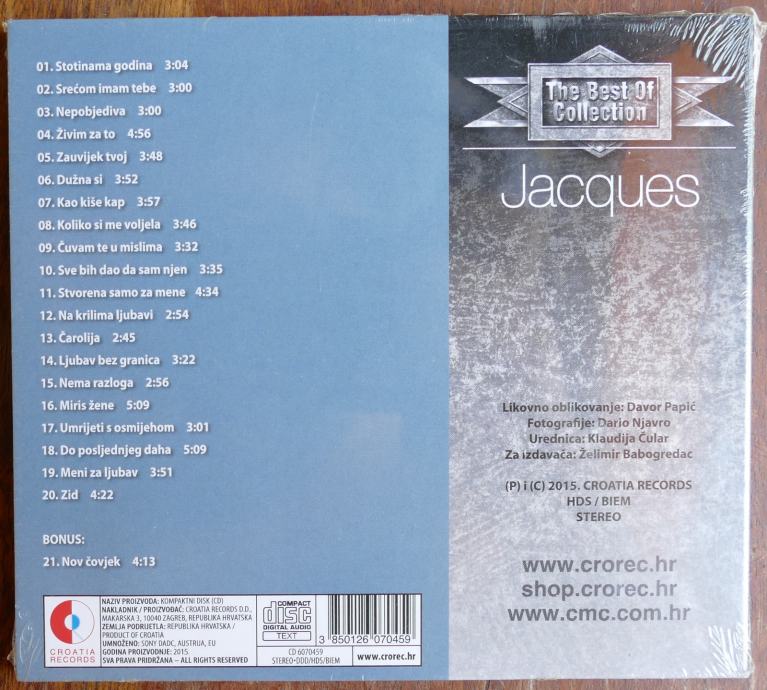 01. Stotinama godina 3:04
02. Srećom imam tebe 3:00
03. Nepobjediva 3:00
04. Živim za to 4:56
05. Zauvijek tvoj 3:48
06. Dužna si 3:52
07. Kao kiše kap 3:57
08. Koliko si me voljela 3:46
09. Čuvam te u mislima 3:32
10. Sve bih dao da sam njen 3:35
11. Stvorena samo za mene 4:34
12. Na krilima ljubavi 2:54
13. Čarolija 2:45
14. Ljubav bez granica 3:22
15. Nema razloga 2:56
16. Miris žene 5:09
17. Umrijeti s osmijehom 3:01
18. Do posljednjeg daha 5:09
19. Meni za ljubav 3:51
20. Zid 4:22
BONUS:
21. Nov čovjek 4:13
CROATIA
RECORDS
NAZIV PROIZVODA: KOMPAKTNI DISK (CD)
NAKLADNIK / PROIZVOĐAČ: CROATIA RECORDS D.D.,
MAKARSKA 3, 10040 ZAGREB, REPUBLIKA HRVATSKA
ZEMLJA PODRIJETLA: REPUBLIKA HRVATSKA /
PRODUCT OF CROATIA
UMNOŽENO: SONY DADC, AUSTRIJA, EU
GODINA PROIZVODNJE: 2015.
SVA PRAVA PRIDRŽANA – ALL RIGHTS RESERVED
COMPACT
disc
DIGITAL AUDIO
TEXT
3 850126 070459
CD 6070459
STEREO•DDD/HDS/BIEM
www.crorec.hr
The Best Of
Collection
Jacques
Likovno oblikovanje: Davor Papić
Fotografije: Dario Njavro
Urednica: Klaudija Čular
Za izdavača: Želimir Babogredac
(P) i (C) 2015. CROATIA RECORDS
HDS / BIEM
STEREO
www.crorec.hr
shop.crorec.hr
www.cmc.com.hr